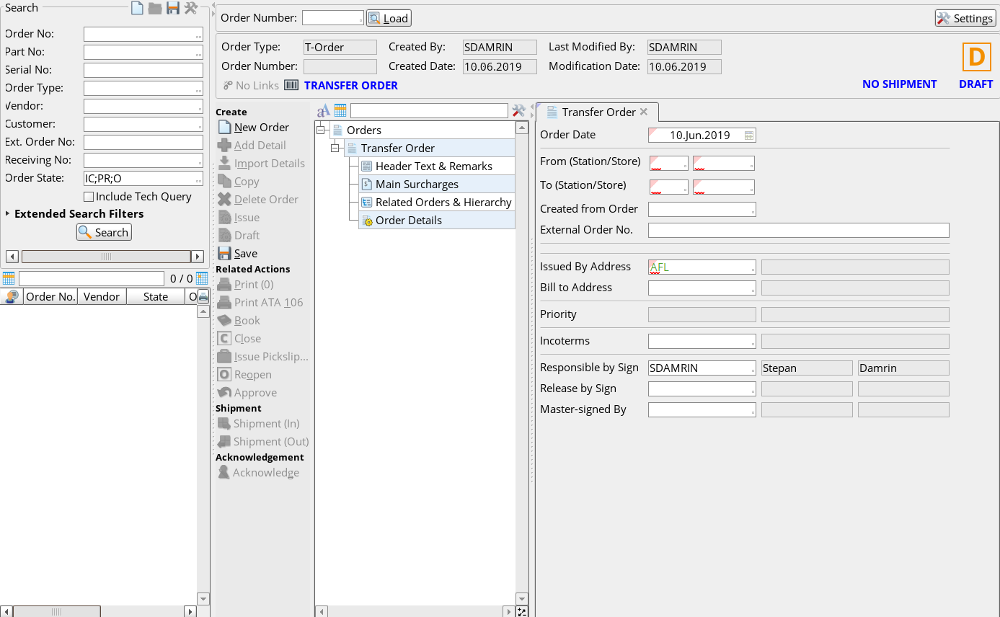 Search
Order No:
Part No:
Serial No:
Order Type:
Vendor:
Customer:
Ext. Order No:
Receiving No:
Order State: IC;PR;O
Include Tech Query
Extended Search Filters
Search
0 / 0
Order No. Vendor State O
Order Number: Load Settings
Order Type: T-Order Created By: SDAMRIN Last Modified By: SDAMRIN
Order Number: Created Date: 10.06.2019 Modification Date: 10.06.2019
No Links TRANSFER ORDER NO SHIPMENT DRAFT
D
Create
New Order
Add Detail
Import Details
Copy
Delete Order
Issue
Draft
Save
Related Actions
Print (0)
Print ATA 106
Book
Close
Issue Pickslip...
Reopen
Approve
Shipment
Shipment (In)
Shipment (Out)
Acknowledgement
Acknowledge
Orders
Transfer Order
Header Text & Remarks
Main Surcharges
Related Orders & Hierarchy
Order Details
Transfer Order
Order Date 10.Jun.2019
From (Station/Store)
To (Station/Store)
Created from Order
External Order No.
Issued By Address AFL
Bill to Address
Priority
Incoterms
Responsible by Sign SDAMRIN Stepan Damrin
Release by Sign
Master-signed By